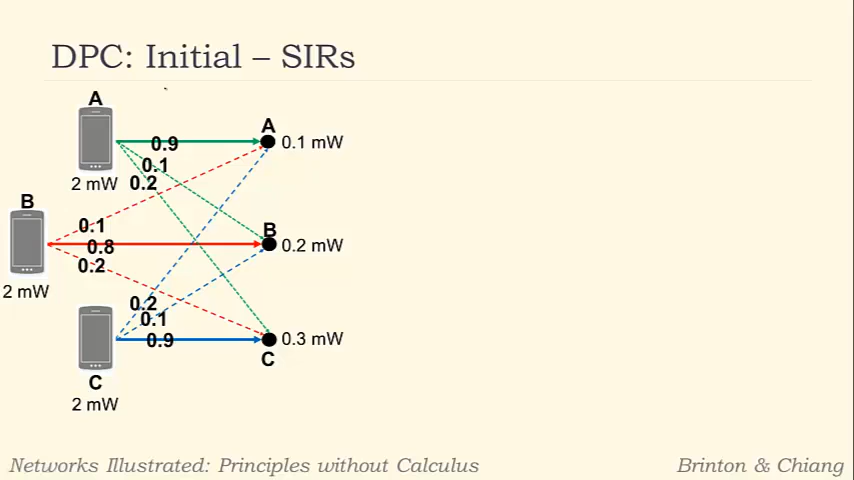 DPC: Initial – SIRs
A
A
0.9
0.1 mW
0.1
2 mW
0.2
B
0.1
B
0.8
0.2 mW
0.2
2 mW
0.2
0.1
0.9
0.3 mW
C
C
2 mW
Networks Illustrated: Principles without Calculus
Brinton & Chiang